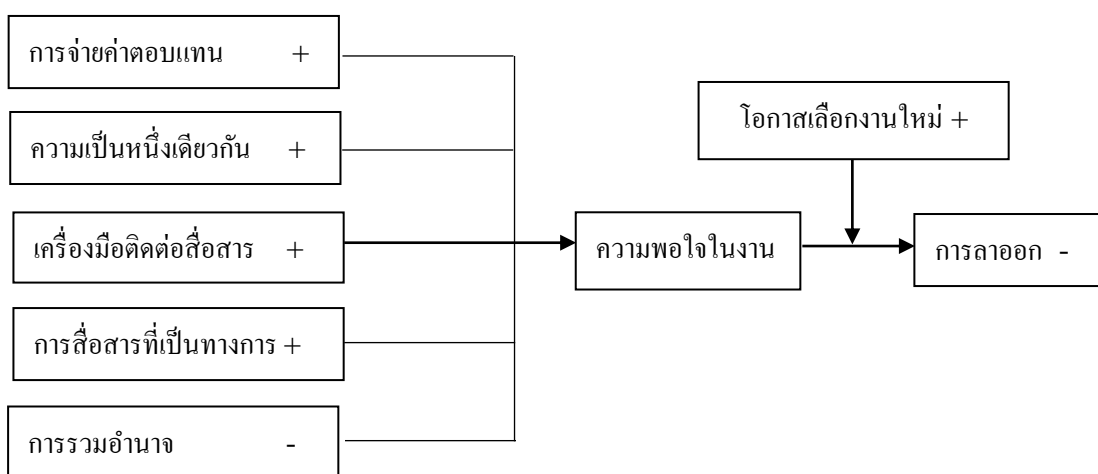 การจ่ายค่าตอบแทน +
ความเป็นหนึ่งเดียวกัน +
เครื่องมือติดต่อสื่อสาร +
การสื่อสารที่เป็นทางการ +
การรวมอำนาจ -
โอกาสเลือกงานใหม่ +
ความพอใจในงาน
การลาออก -